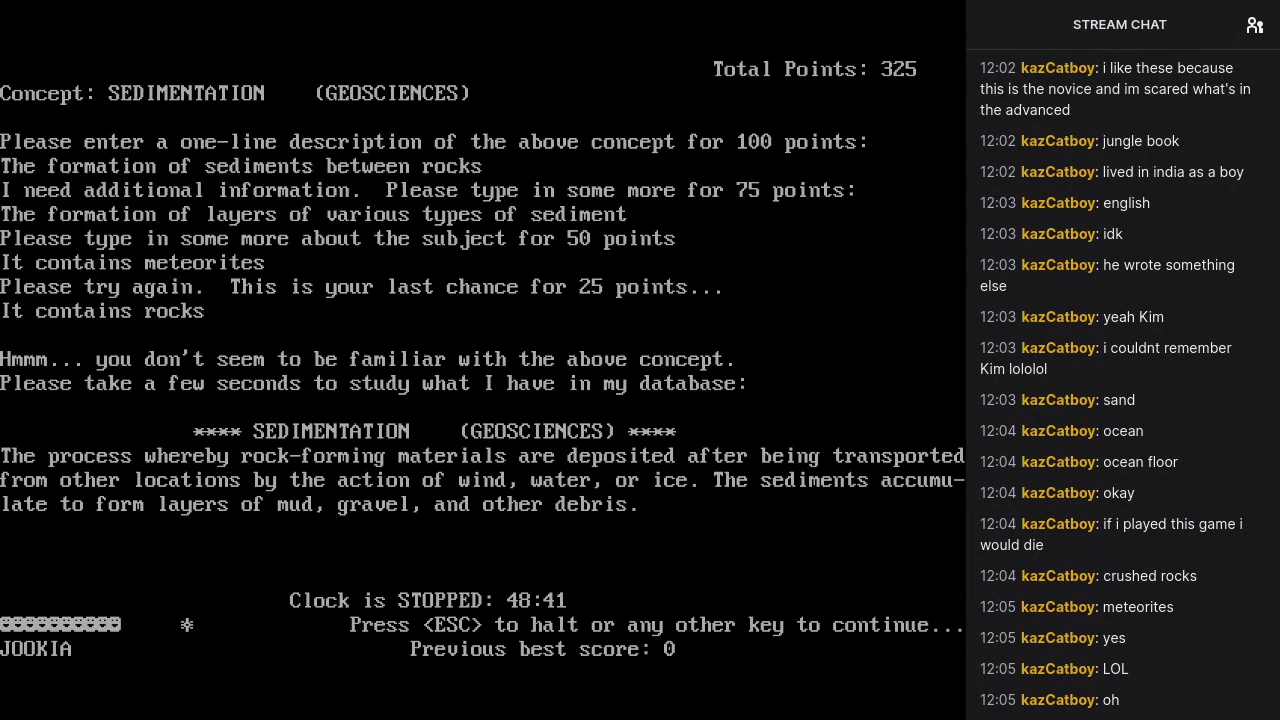 Total Points: 325
Concept: SEDIMENTATION (GEOSCIENCES)
Please enter a one-line description of the above concept for 100 points:
The formation of sediments between rocks
I need additional information. Please type in some more for 75 points:
The formation of layers of various types of sediment
Please type in some more about the subject for 50 points
It contains meteorites
Please try again. This is your last chance for 25 points...
It contains rocks
Hmmm... you don't seem to be familiar with the above concept.
Please take a few seconds to study what I have in my database:
**** SEDIMENTATION (GEOSCIENCES) ****
The process whereby rock-forming materials are deposited after being transported
from other locations by the action of wind, water, or ice. The sediments accumu-
late to form layers of mud, gravel, and other debris.
Clock is STOPPED: 48:41
* Press <ESC> to halt or any other key to continue...
JOOKIA Previous best score: 0
STREAM CHAT
12:02 kazCatboy: i like these because
this is the novice and im scared what's in
the advanced
12:02 kazCatboy: jungle book
12:02 kazCatboy: lived in india as a boy
12:03 kazCatboy: english
12:03 kazCatboy: idk
12:03 kazCatboy: he wrote something
else
12:03 kazCatboy: yeah Kim
12:03 kazCatboy: i couldnt remember
Kim lololol
12:03 kazCatboy: sand
12:04 kazCatboy: ocean
12:04 kazCatboy: ocean floor
12:04 kazCatboy: okay
12:04 kazCatboy: if i played this game i
would die
12:04 kazCatboy: crushed rocks
12:05 kazCatboy: meteorites
12:05 kazCatboy: yes
12:05 kazCatboy: LOL
12:05 kazCatboy: oh